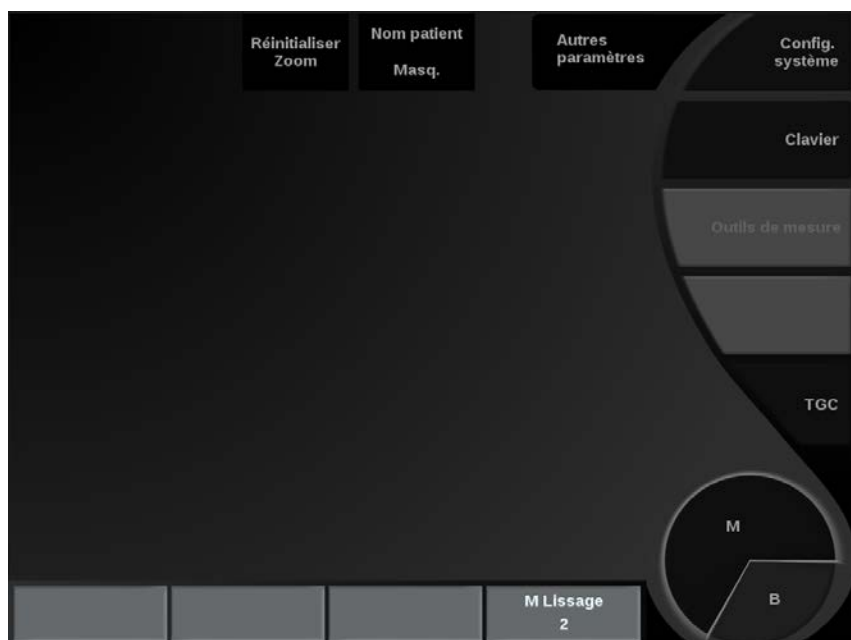 Réinitialiser
Zoom
Nom patient
Masq.
Autres
paramètres
Config.
système
Clavier
Outils de mesure
TGC
M
B
M Lissage
2